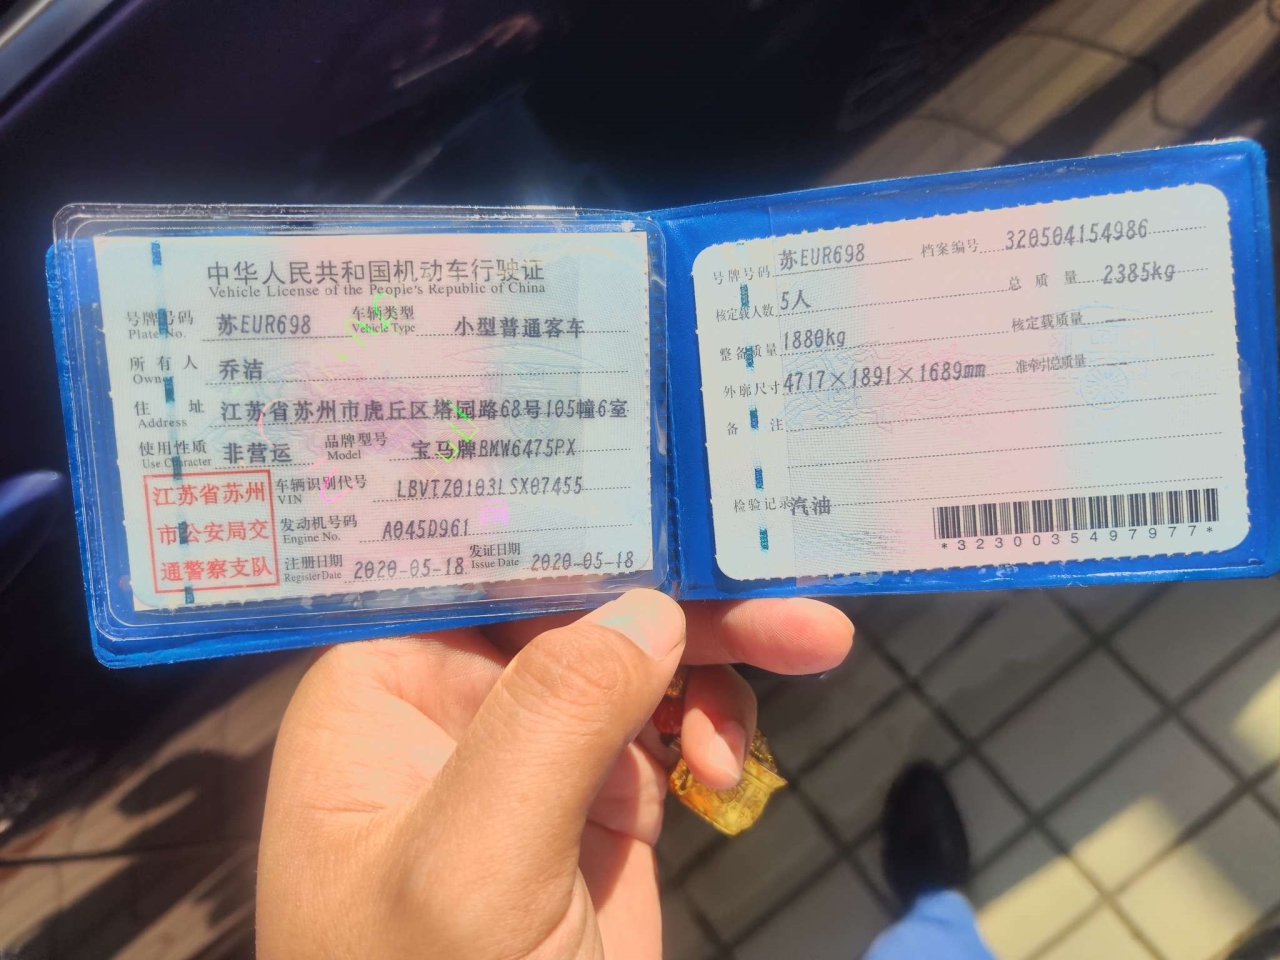 中华人民共和国机动车行驶证
Vehicle License of the People's Republic of China
号牌号码 苏EUR698 车辆类型 小型普通客车
Plate No. Vehicle Type
所有人 乔洁
Owner
住址 江苏省苏州市虎丘区塔园路68号105幢6室
Address
使用性质 非营运 品牌型号 宝马牌BMW6475PX
Use Character Model
江苏省苏州
市公安局交
通警察支队
车辆识别代号 LBVTZ0103LSX07455
VIN
发动机号码 A045D961
Engine No.
注册日期 2020-05-18 发证日期 2020-05-18
Register Date Issue Date
号牌号码 苏EUR698 档案编号 320504154986
核定载人数 5人 总质量 2385kg
整备质量 1880kg 核定载质量 --
外廓尺寸 4717×1891×1689mm 准牵引总质量 --
备注
检验记录 汽油
*3230035497977*